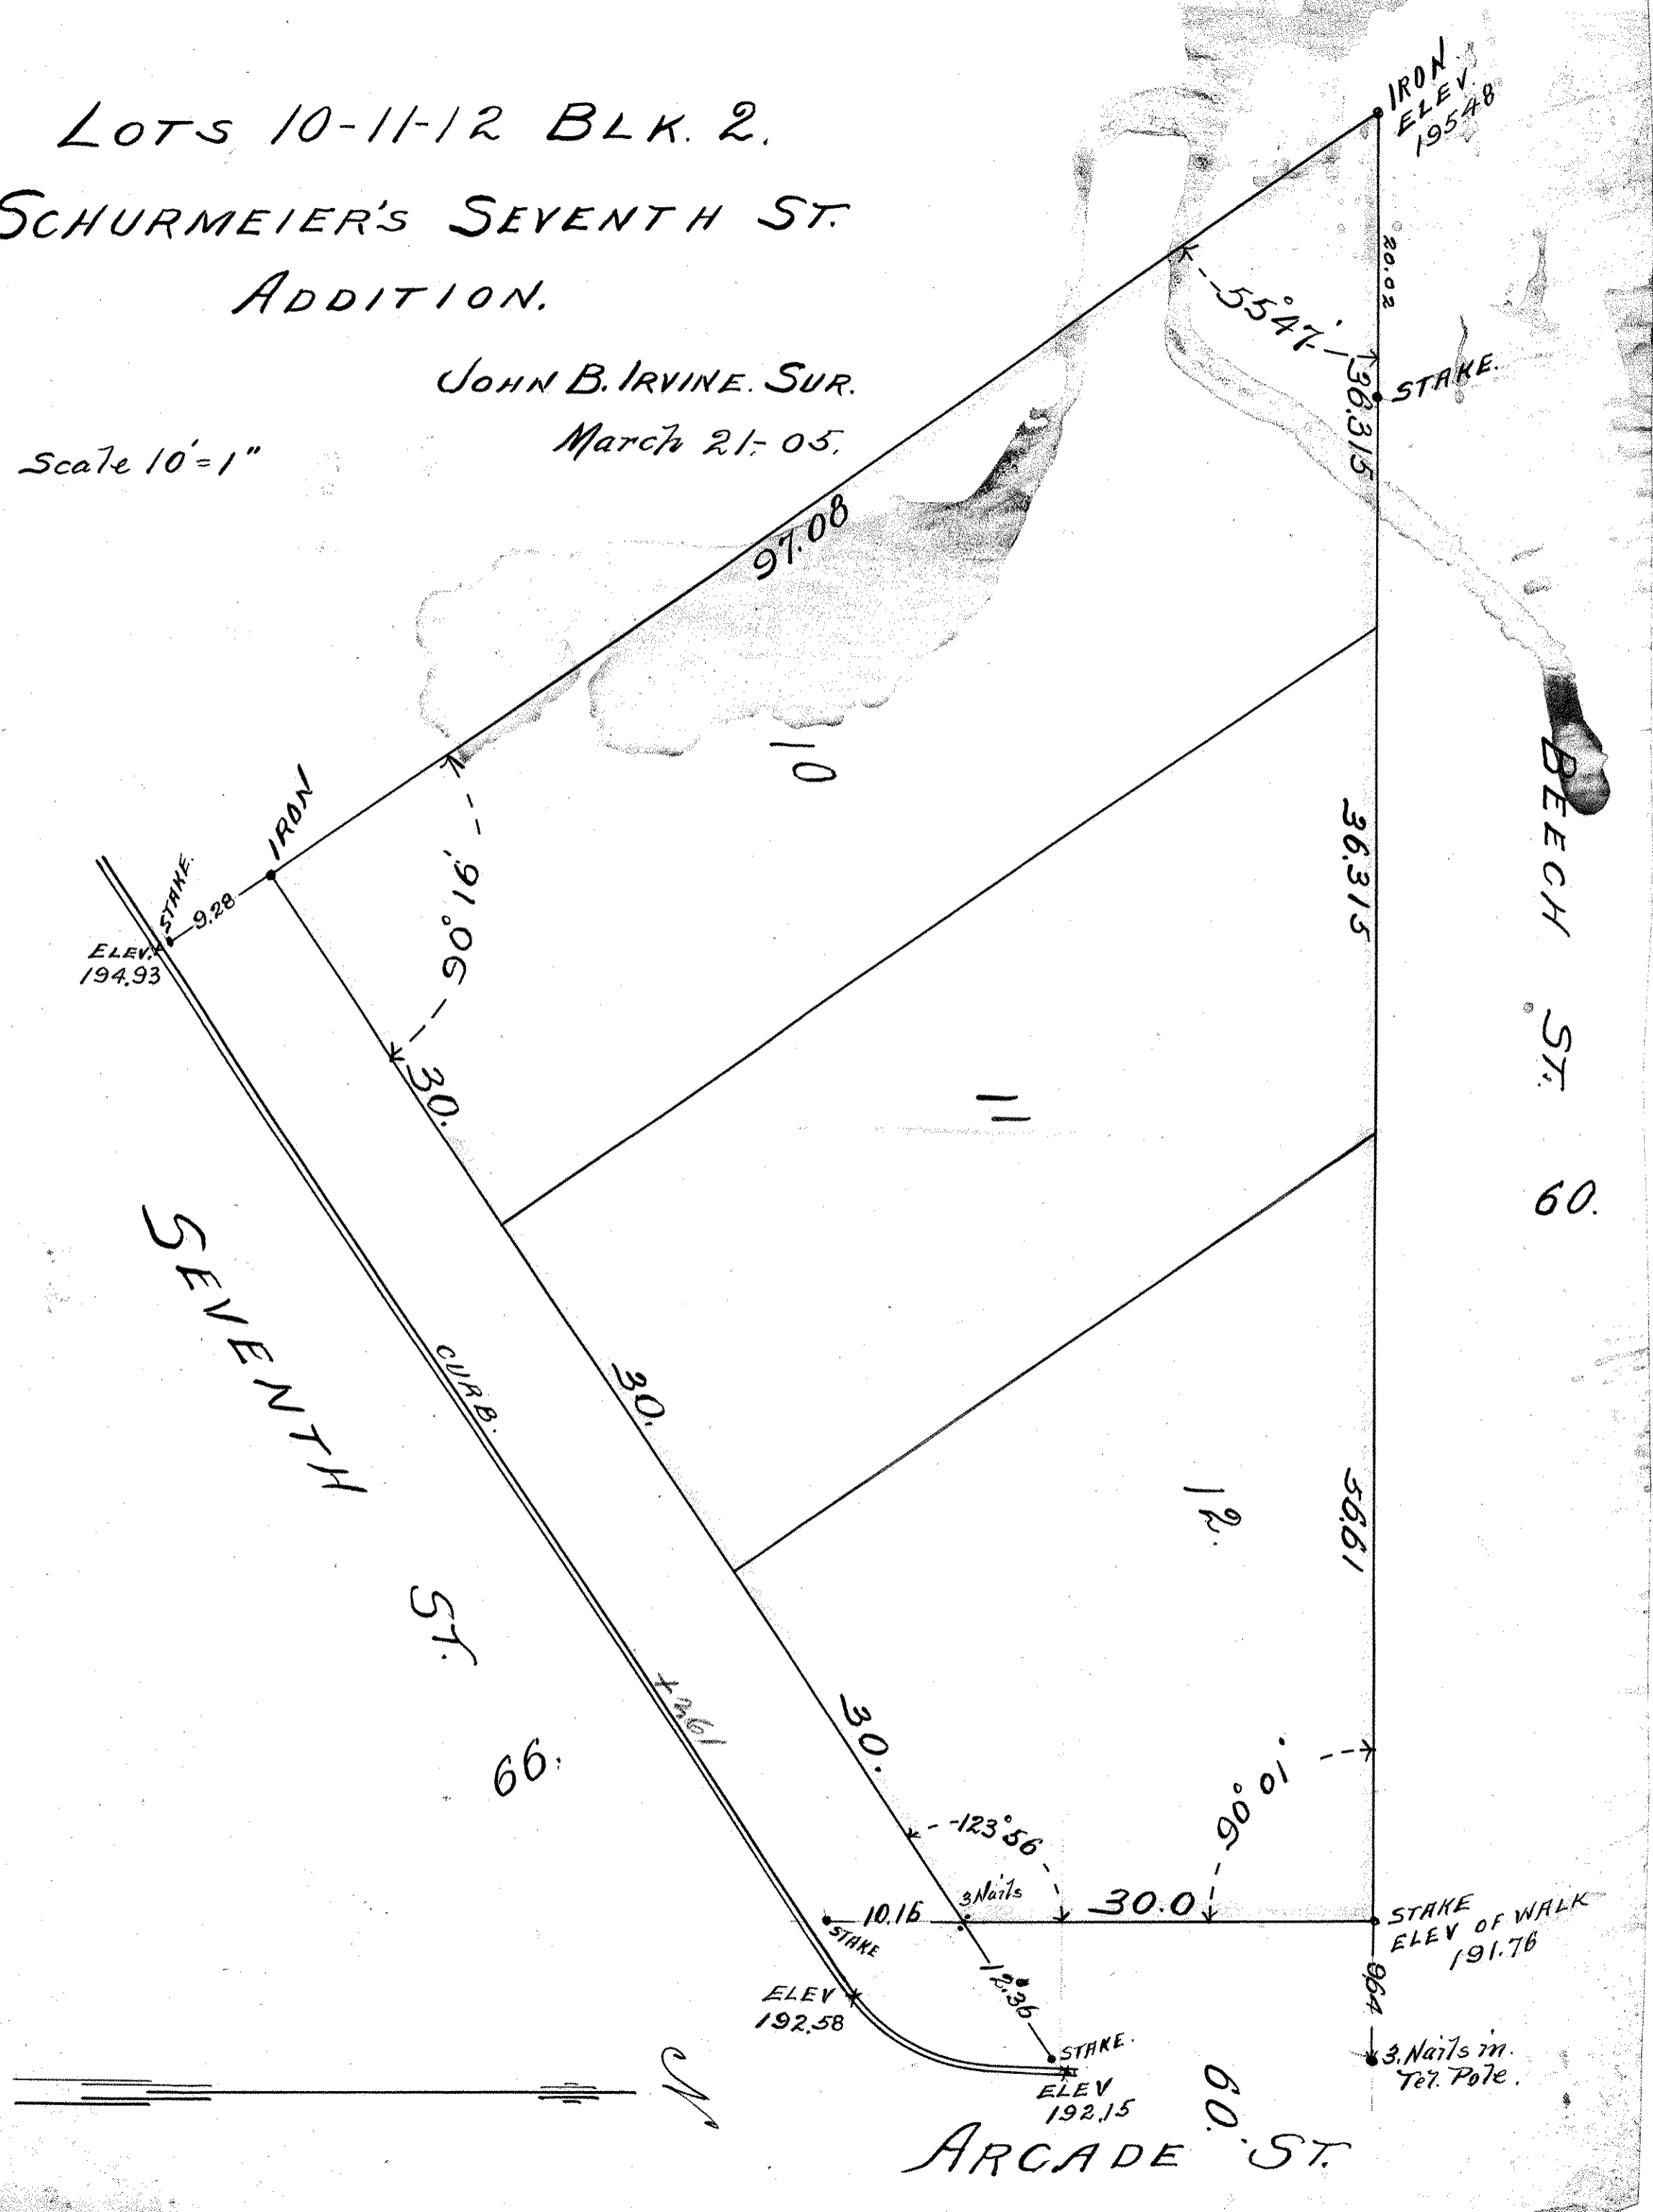 LOTS 10-11-12 BLK. 2.
SCHURMEIER'S SEVENTH ST.
ADDITION.
JOHN B. IRVINE. SUR.
March 21-05.
Scale 10'=1"
IRON.
ELEV.
195.48
20.02
55°47'
STAKE.
36.315
97.08
10
IRON
STAKE.
9.28
ELEV.
194.93
90°16'
30.
36.315
BEECH ST.
60.
11
SEVENTH ST.
66.
CURB.
30.
12.
56.61
30.
123°56'
90°01'
3 Nails
10.16
30.0
STAKE
STAKE
ELEV OF WALK
191.76
12.36
9.64
ELEV
192.58
STAKE.
ELEV
192.15
3. Nails in.
Tel. Pole.
N
60.
ARCADE ST.